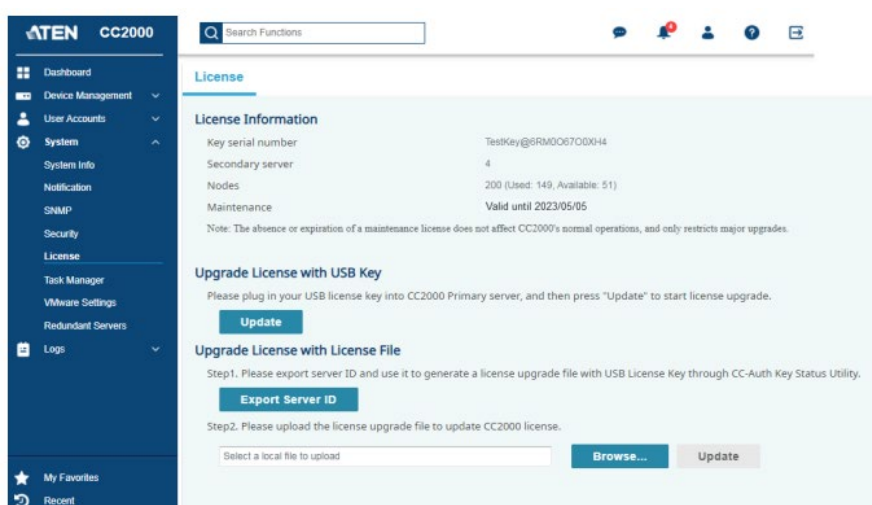 ATEN CC2000
Search Functions
4
Dashboard
Device Management
User Accounts
System
System Info
Notification
SNMP
Security
License
Task Manager
VMware Settings
Redundant Servers
Logs
My Favorites
Recent
License
License Information
Key serial number TestKey@6RM0O67O0XH4
Secondary server 4
Nodes 200 (Used: 149, Available: 51)
Maintenance Valid until 2023/05/05
Note: The absence or expiration of a maintenance license does not affect CC2000's normal operations, and only restricts major upgrades.
Upgrade License with USB Key
Please plug in your USB license key into CC2000 Primary server, and then press "Update" to start license upgrade.
Update
Upgrade License with License File
Step1. Please export server ID and use it to generate a license upgrade file with USB License Key through CC-Auth Key Status Utility.
Export Server ID
Step2. Please upload the license upgrade file to update CC2000 license.
Select a local file to upload Browse... Update